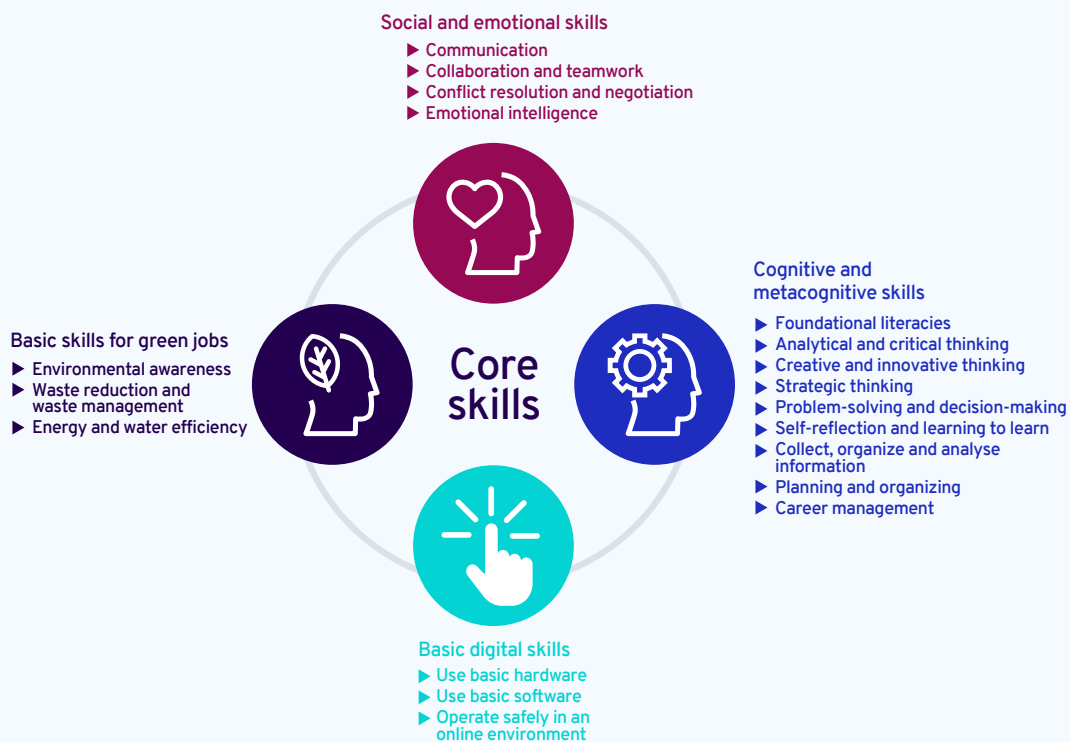 Social and emotional skills
▶ Communication
▶ Collaboration and teamwork
▶ Conflict resolution and negotiation
▶ Emotional intelligence
Cognitive and
metacognitive skills
▶ Foundational literacies
▶ Analytical and critical thinking
▶ Creative and innovative thinking
▶ Strategic thinking
▶ Problem-solving and decision-making
▶ Self-reflection and learning to learn
▶ Collect, organize and analyse
information
▶ Planning and organizing
▶ Career management
Basic skills for green jobs
▶ Environmental awareness
▶ Waste reduction and
waste management
▶ Energy and water efficiency
Core
skills
Basic digital skills
▶ Use basic hardware
▶ Use basic software
▶ Operate safely in an
online environment